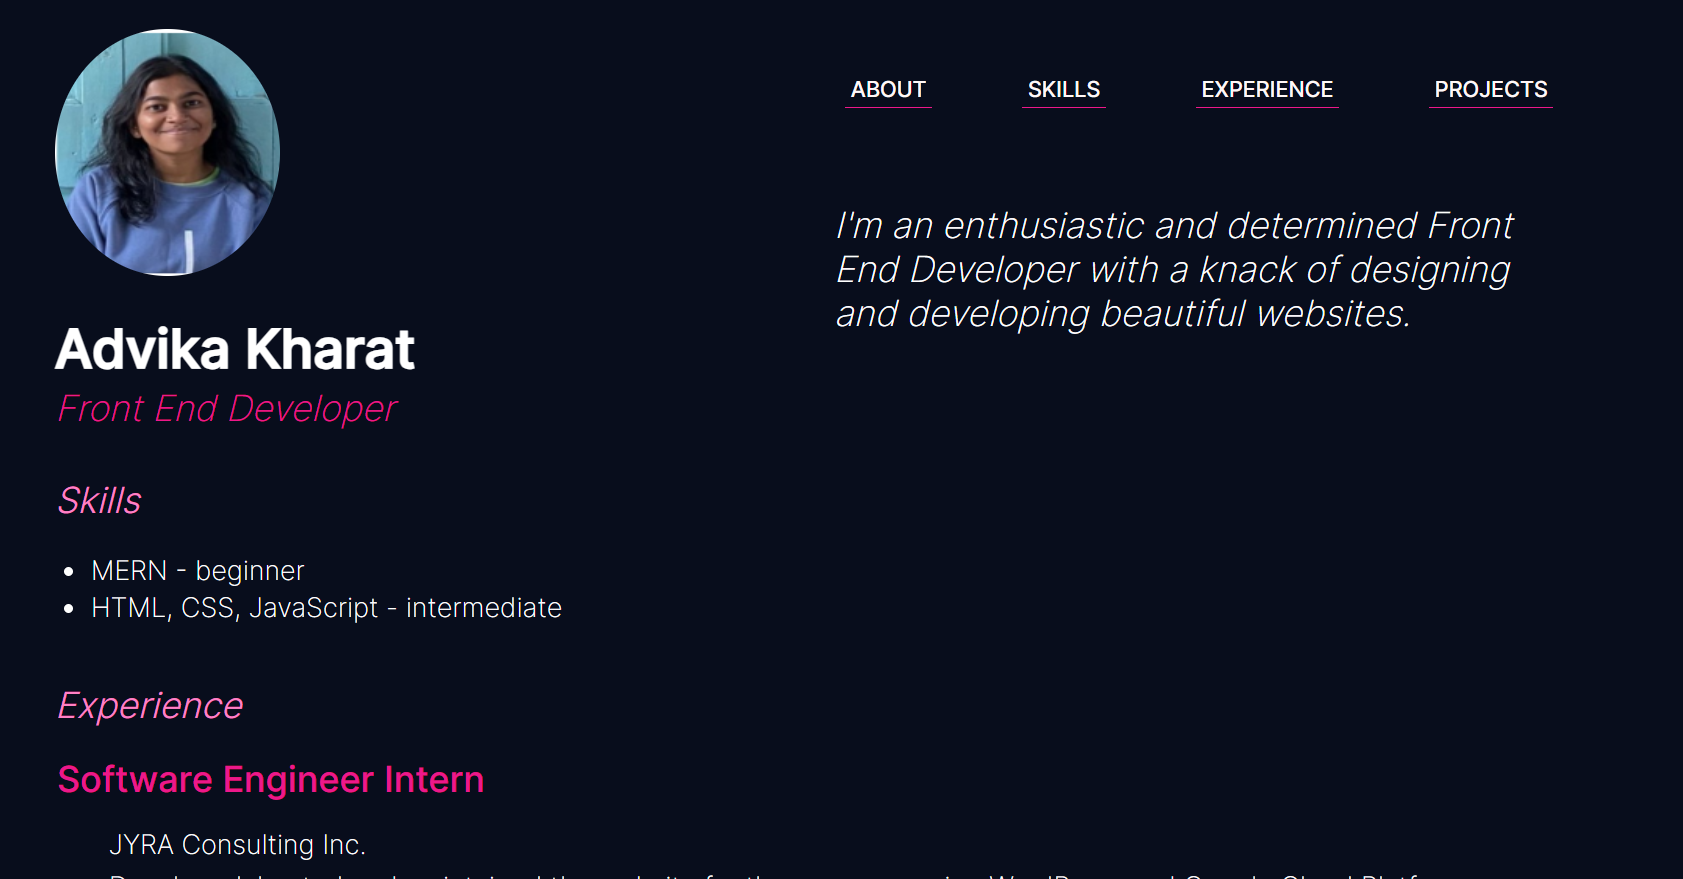 ABOUT SKILLS EXPERIENCE PROJECTS
I'm an enthusiastic and determined Front
End Developer with a knack of designing
and developing beautiful websites.
Advika Kharat
Front End Developer
Skills
MERN - beginner
HTML, CSS, JavaScript - intermediate
Experience
Software Engineer Intern
JYRA Consulting Inc.